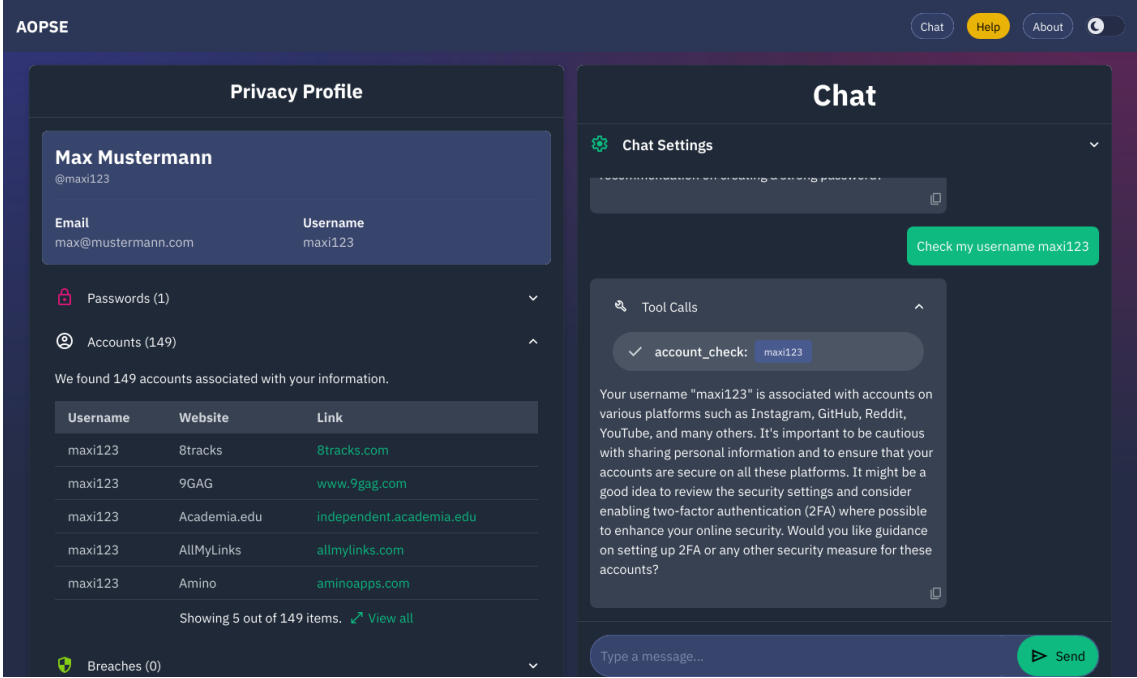 AOPSE
Chat
Help
About
Privacy Profile
Max Mustermann
@maxi123
Email
Username
max@mustermann.com
maxi123
Passwords (1)
Accounts (149)
We found 149 accounts associated with your information.
Username Website Link
maxi123 8tracks 8tracks.com
maxi123 9GAG www.9gag.com
maxi123 Academia.edu independent.academia.edu
maxi123 AllMyLinks allmylinks.com
maxi123 Amino aminoapps.com
Showing 5 out of 149 items. View all
Breaches (0)
Chat
Chat Settings
recommendation on creating a strong password?
Check my username maxi123
Tool Calls
account_check: maxi123
Your username "maxi123" is associated with accounts on
various platforms such as Instagram, GitHub, Reddit,
YouTube, and many others. It's important to be cautious
with sharing personal information and to ensure that your
accounts are secure on all these platforms. It might be a
good idea to review the security settings and consider
enabling two-factor authentication (2FA) where possible
to enhance your online security. Would you like guidance
on setting up 2FA or any other security measure for these
accounts?
Type a message...
Send